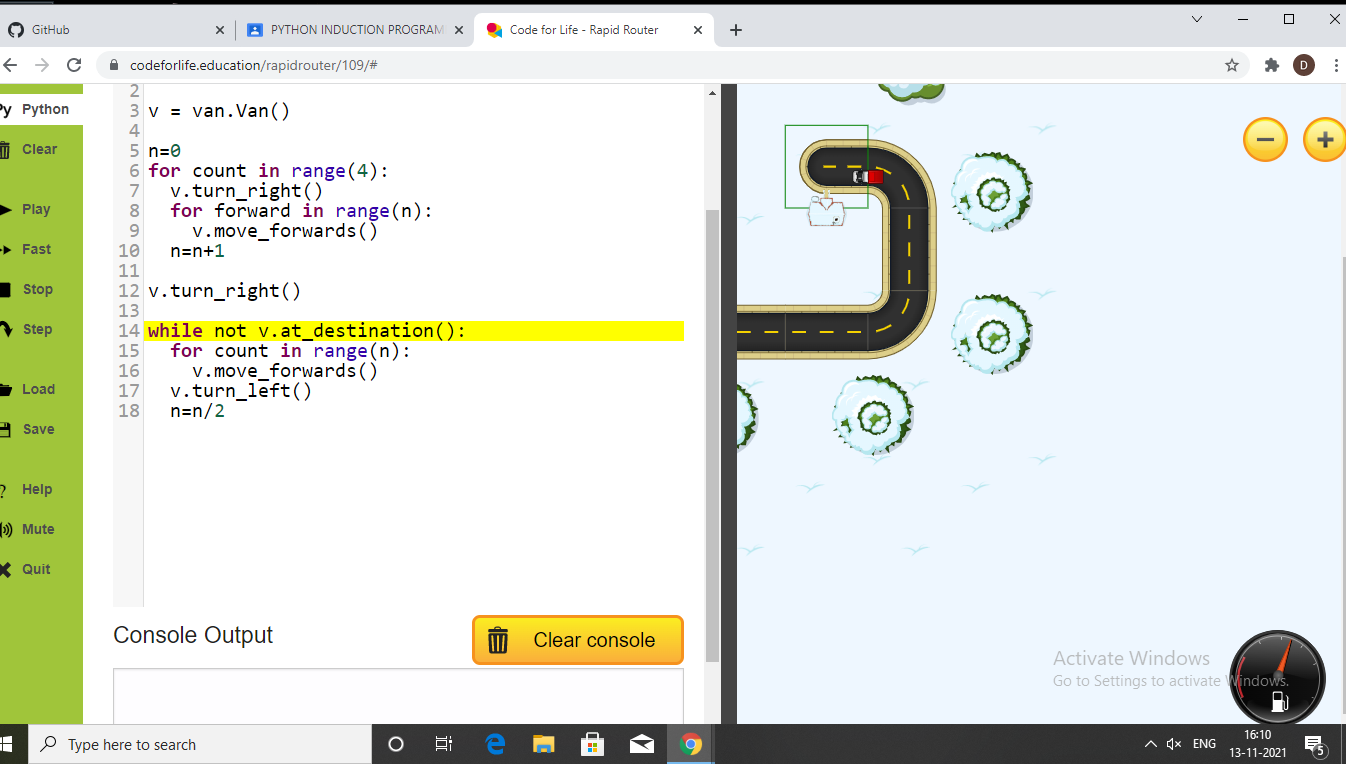 GitHub
PYTHON INDUCTION PROGRAM
Code for Life - Rapid Router
codeforlife.education/rapidrouter/109/#
D
Py Python
Clear
Play
Fast
Stop
Step
Load
Save
Help
Mute
Quit
2
3 v = van.Van()
4
5 n=0
6 for count in range(4):
7 v.turn_right()
8 for forward in range(n):
9 v.move_forwards()
10 n=n+1
11
12 v.turn_right()
13
14 while not v.at_destination():
15 for count in range(n):
16 v.move_forwards()
17 v.turn_left()
18 n=n/2
Console Output
Clear console
Activate Windows
Go to Settings to activate Windows.
Type here to search
ENG
16:10
13-11-2021
5